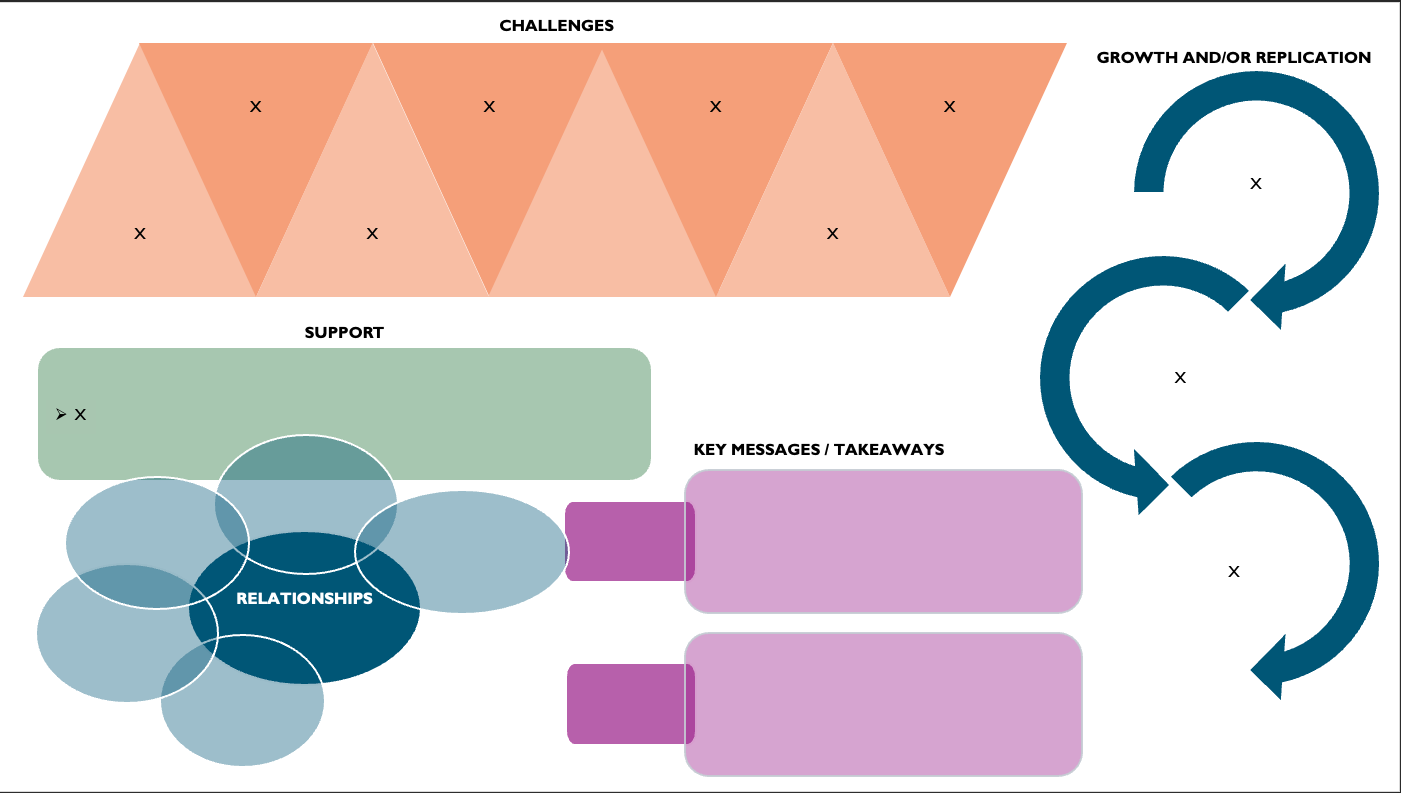 CHALLENGES
GROWTH AND/OR REPLICATION
X X X X
X
X X X
SUPPORT
X
➢ X
KEY MESSAGES / TAKEAWAYS
X
RELATIONSHIPS